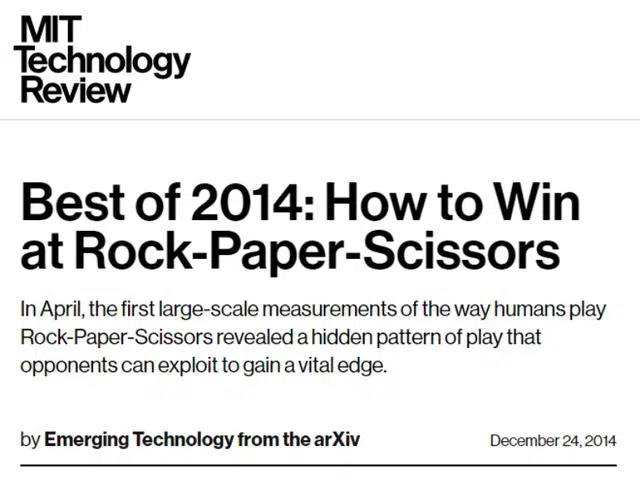 MIT
Technology
Review
Best of 2014: How to Win
at Rock-Paper-Scissors
In April, the first large-scale measurements of the way humans play
Rock-Paper-Scissors revealed a hidden pattern of play that
opponents can exploit to gain a vital edge.
by Emerging Technology from the arXiv
December 24, 2014